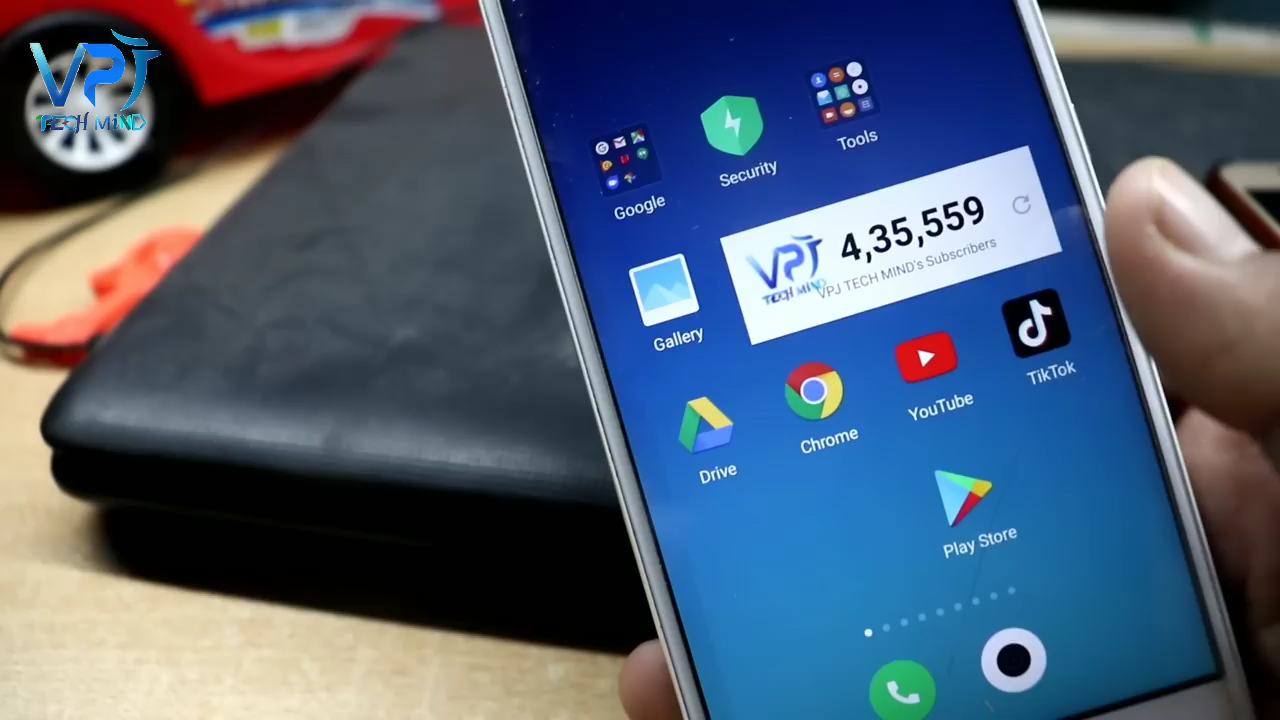 VPJ
TECH MIND
Google
Security
Tools
VPJ
TECH MIND
4,35,559
VPJ TECH MIND's Subscribers
Gallery
Drive
Chrome
YouTube
TikTok
Play Store